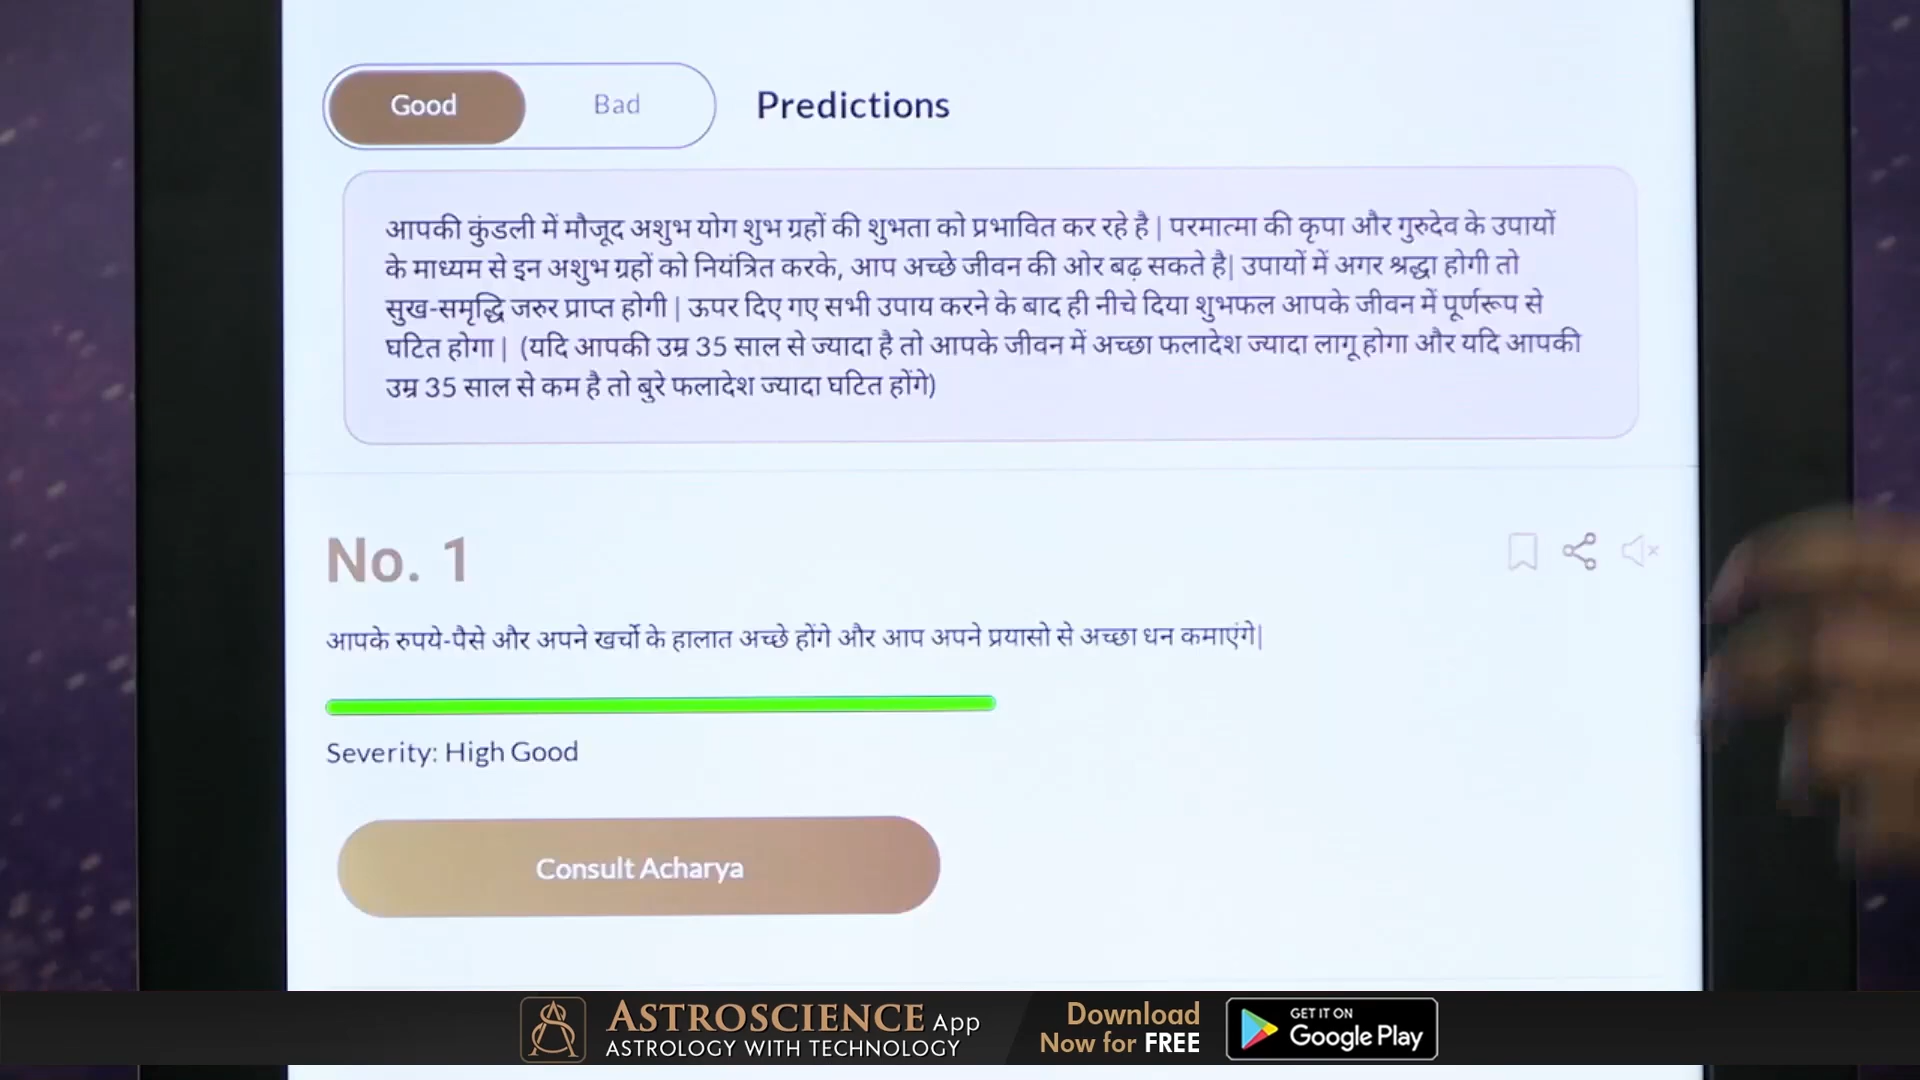 Good Bad Predictions
आपकी कुंडली में मौजूद अशुभ योग शुभ ग्रहों की शुभता को प्रभावित कर रहे है | परमात्मा की कृपा और गुरुदेव के उपायों
के माध्यम से इन अशुभ ग्रहों को नियंत्रित करके, आप अच्छे जीवन की ओर बढ़ सकते है| उपायों में अगर श्रद्धा होगी तो
सुख-समृद्धि जरुर प्राप्त होगी | ऊपर दिए गए सभी उपाय करने के बाद ही नीचे दिया शुभफल आपके जीवन में पूर्णरूप से
घटित होगा | (यदि आपकी उम्र 35 साल से ज्यादा है तो आपके जीवन में अच्छा फलादेश ज्यादा लागू होगा और यदि आपकी
उम्र 35 साल से कम है तो बुरे फलादेश ज्यादा घटित होंगे)
No. 1
आपके रुपये-पैसे और अपने खर्चो के हालात अच्छे होंगे और आप अपने प्रयासो से अच्छा धन कमाएंगे|
Severity: High Good
Consult Acharya
ASTROSCIENCE App
ASTROLOGY WITH TECHNOLOGY
Download
Now for FREE
GET IT ON
Google Play